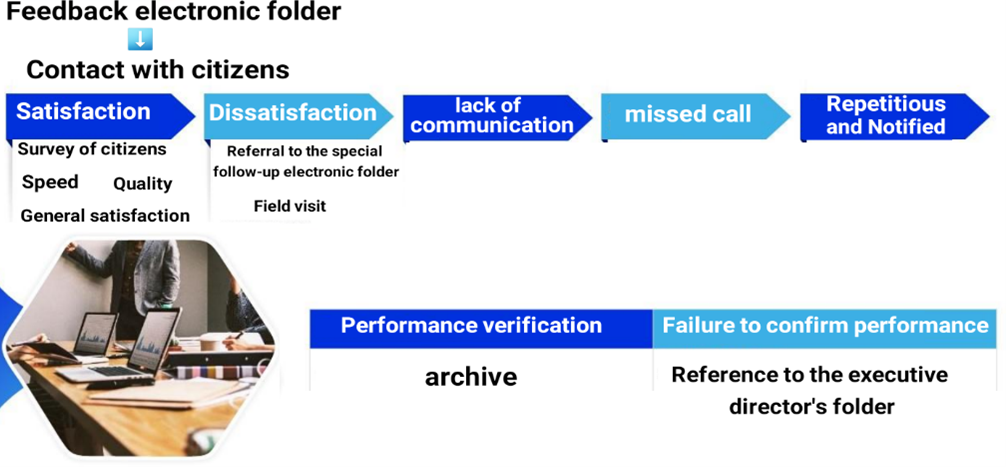 Feedback electronic folder
Contact with citizens
Satisfaction
Survey of citizens
Speed Quality
General satisfaction
Dissatisfaction
Referral to the special
follow-up electronic folder
Field visit
lack of
communication
missed call
Repetitious
and Notified
Performance verification
archive
Failure to confirm performance
Reference to the executive
director's folder